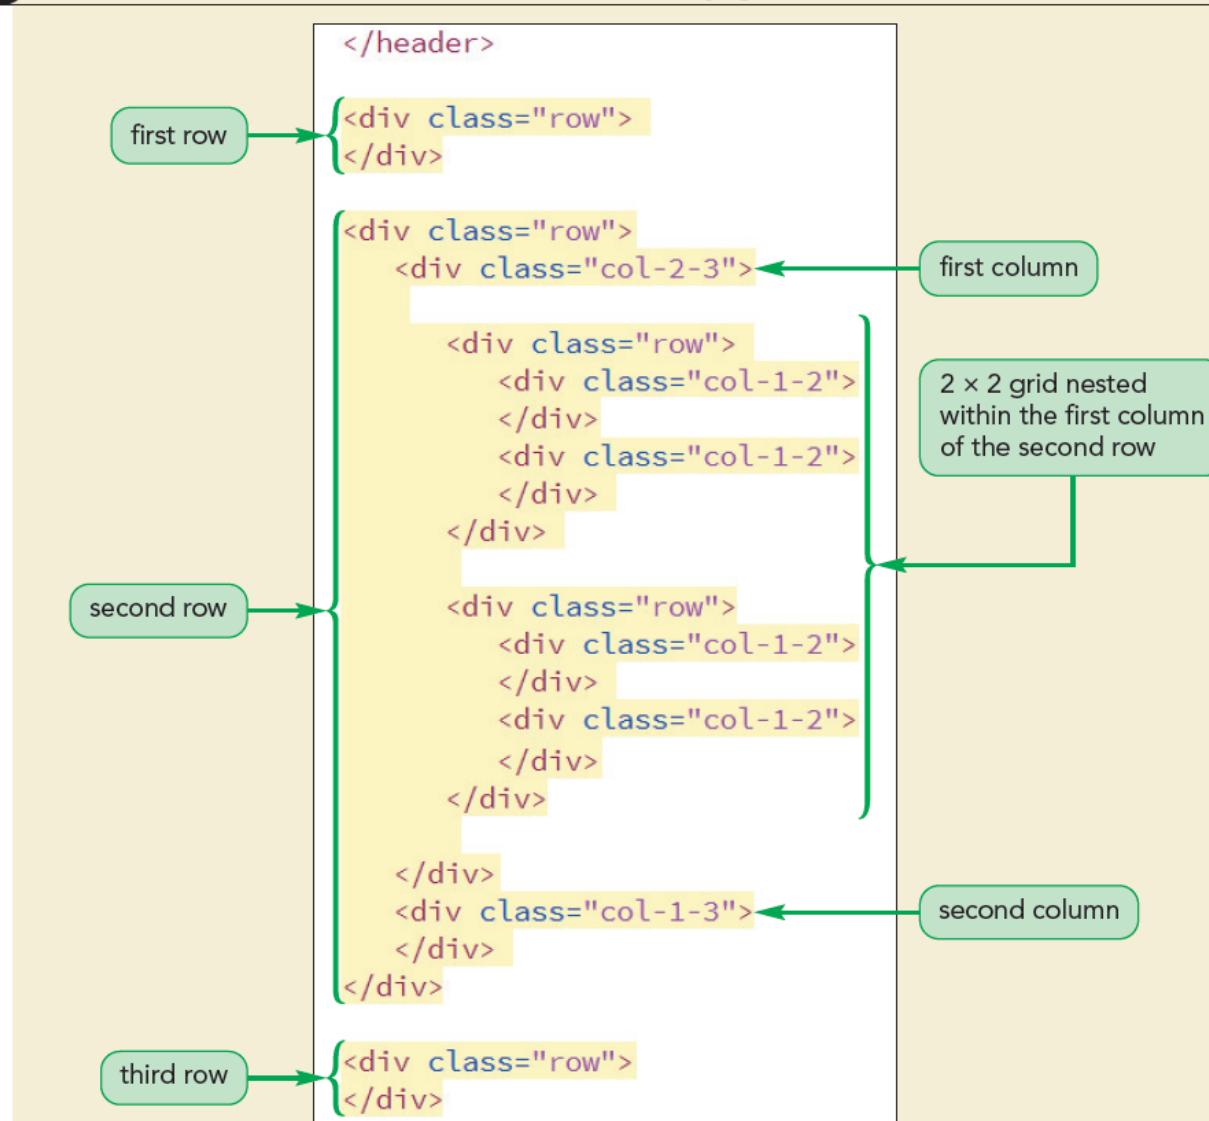 </header>
first row
<div class="row">
</div>
second row
<div class="row">
<div class="col-2-3">
first column
<div class="row">
<div class="col-1-2">
</div>
<div class="col-1-2">
</div>
</div>
<div class="row">
<div class="col-1-2">
</div>
<div class="col-1-2">
</div>
</div>
2 × 2 grid nested
within the first column
of the second row
</div>
<div class="col-1-3">
second column
</div>
</div>
third row
<div class="row">
</div>